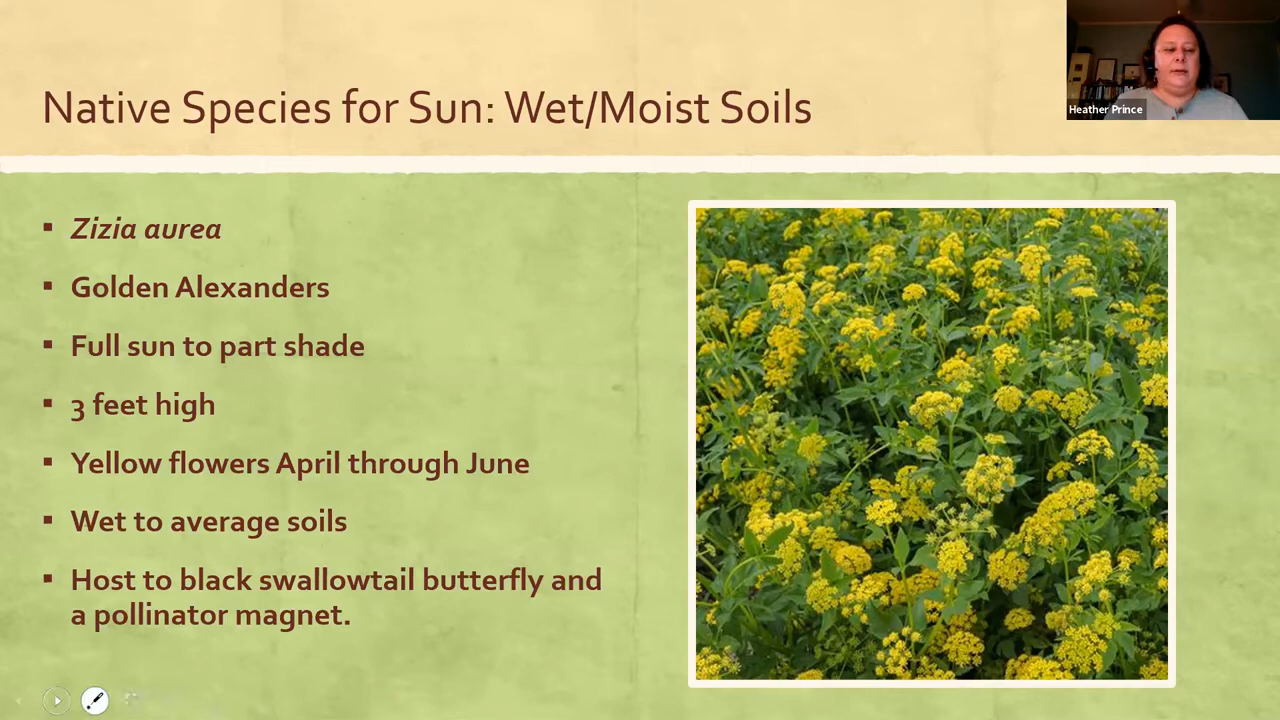 Native Species for Sun: Wet/Moist Soils
Heather Prince
▪ Zizia aurea
▪ Golden Alexanders
▪ Full sun to part shade
▪ 3 feet high
▪ Yellow flowers April through June
▪ Wet to average soils
▪ Host to black swallowtail butterfly and
a pollinator magnet.